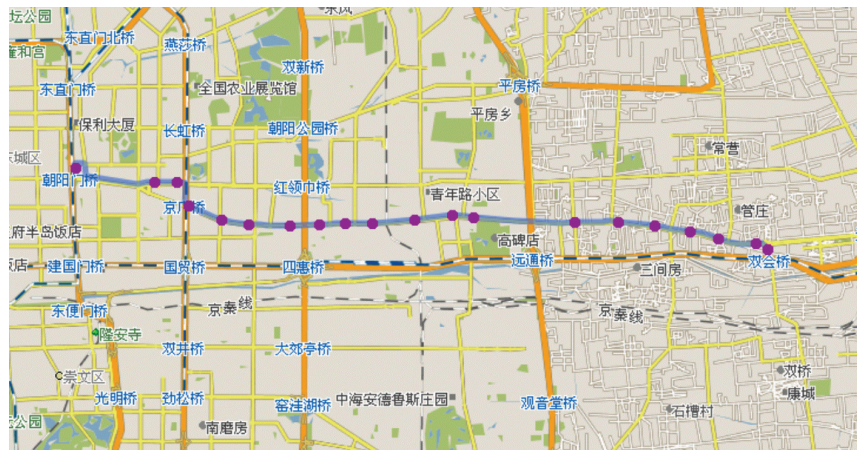 坛公园
东风
东直门北桥
燕莎桥
雍和宫
双新桥
东直门桥
全国农业展览馆
平房桥
平房乡
保利大厦
长虹桥
朝阳公园桥
常营
东城区
朝阳门桥
红领巾桥
青年路小区
京广桥
管庄
府半岛饭店
高碑店
饭店
建国门桥
国贸桥
四惠桥
远通桥
双会桥
三间房
东便门桥
京秦线
京秦线
隆安寺
双井桥
大郊亭桥
崇文区
双桥
光明桥
劲松桥
窑洼湖桥
中海安德鲁斯庄园
观音堂桥
康城
石槽村
坛公园
南磨房